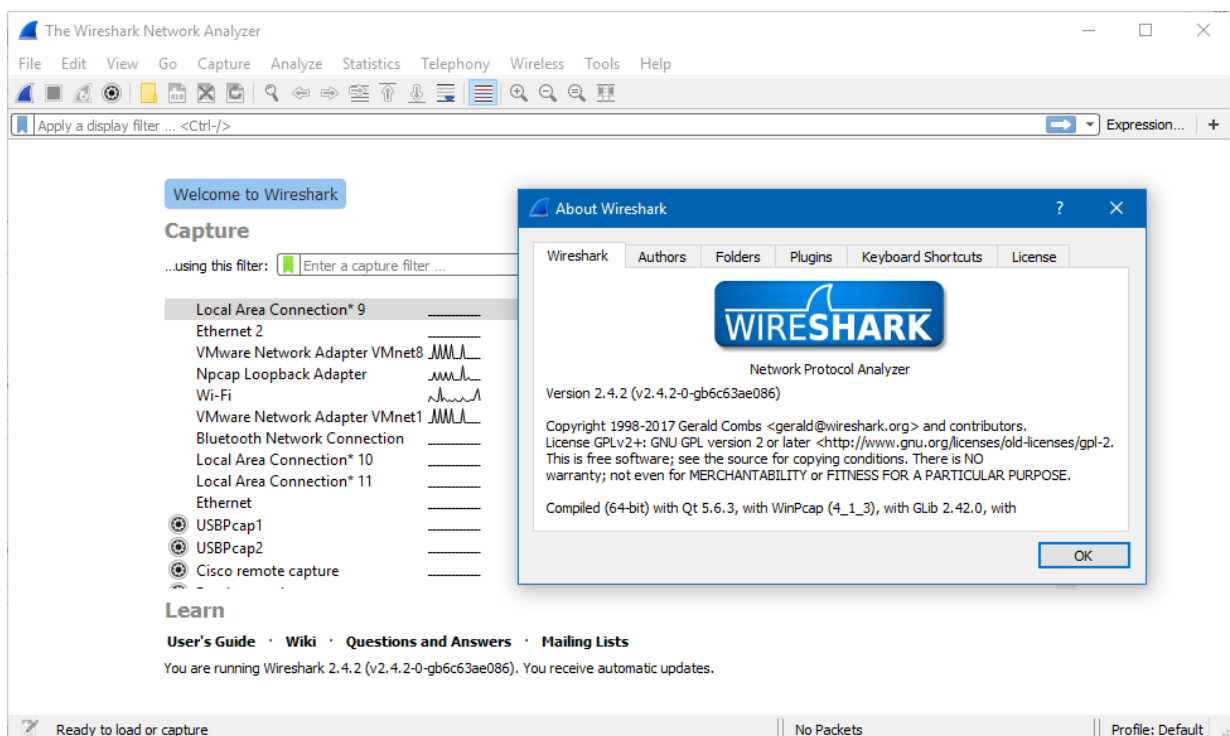 The Wireshark Network Analyzer
File Edit View Go Capture Analyze Statistics Telephony Wireless Tools Help
Apply a display filter ... <Ctrl-/>
Expression... +
Welcome to Wireshark
Capture
...using this filter: Enter a capture filter ...
Local Area Connection* 9
Ethernet 2
VMware Network Adapter VMnet8
Npcap Loopback Adapter
Wi-Fi
VMware Network Adapter VMnet1
Bluetooth Network Connection
Local Area Connection* 10
Local Area Connection* 11
Ethernet
USBPcap1
USBPcap2
Cisco remote capture
Learn
User's Guide · Wiki · Questions and Answers · Mailing Lists
You are running Wireshark 2.4.2 (v2.4.2-0-gb6c63ae086). You receive automatic updates.
Ready to load or capture
No Packets
Profile: Default
About Wireshark
?
Wireshark Authors Folders Plugins Keyboard Shortcuts License
WIRESHARK
Network Protocol Analyzer
Version 2.4.2 (v2.4.2-0-gb6c63ae086)
Copyright 1998-2017 Gerald Combs <gerald@wireshark.org> and contributors.
License GPLv2+: GNU GPL version 2 or later <http://www.gnu.org/licenses/old-licenses/gpl-2.
This is free software; see the source for copying conditions. There is NO
warranty; not even for MERCHANTABILITY or FITNESS FOR A PARTICULAR PURPOSE.
Compiled (64-bit) with Qt 5.6.3, with WinPcap (4_1_3), with GLib 2.42.0, with
OK